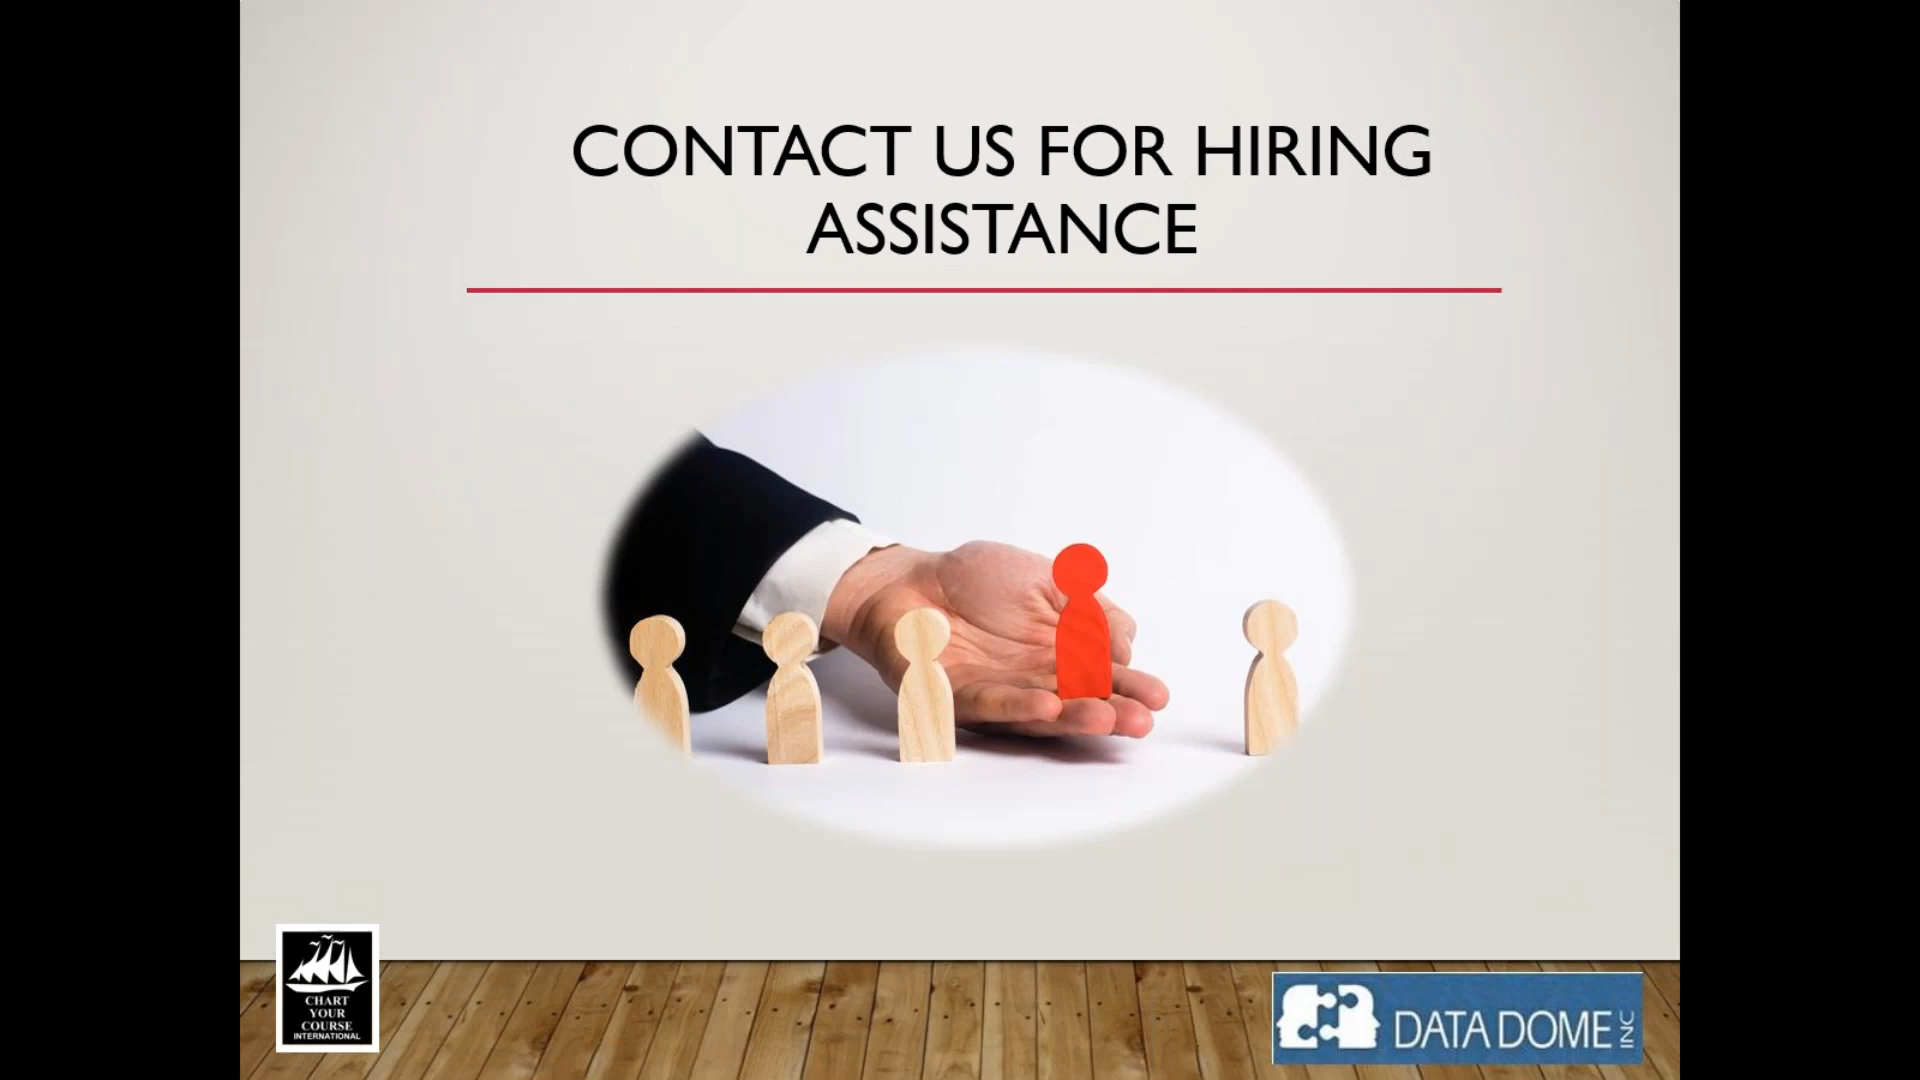 CONTACT US FOR HIRING
ASSISTANCE
CHART
YOUR
COURSE
INTERNATIONAL
DATA DOME INC